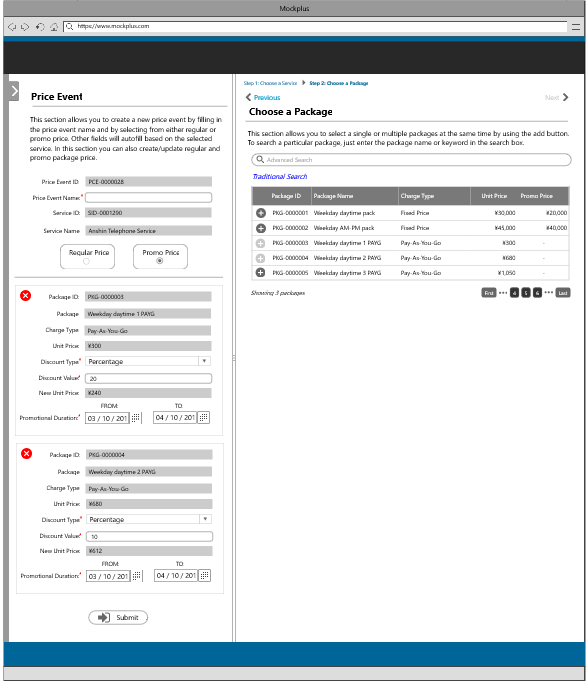 Mockplus
https://www.mockplus.com
Price Event
This section allows you to create a new price event by filling in
the price event name and by selecting from either regular or
promo price. Other fields will autofill based on the selected
service. In this section you can also create/update regular and
promo package price.
Price Event ID PCE-0000028
Price Event Name*
Service ID: SID-0001290
Service Name Anshin Telephone Service
Regular Price Promo Price
Package ID: PKG-0000003
Package Weekday daytime 1 PAYG
Charge Type Pay-As-You-Go
Unit Price: ¥300
Discount Type* Percentage
Discount Value* 20
New Unit Price: ¥240
FROM: TO:
Promotional Duration:* 03 / 10 / 201 04 / 10 / 201
Package ID: PKG-0000004
Package Weekday daytime 2 PAYG
Charge Type Pay-As-You-Go
Unit Price: ¥680
Discount Type* Percentage
Discount Value* 10
New Unit Price: ¥612
FROM: TO:
Promotional Duration:* 03 / 10 / 201 04 / 10 / 201
Submit
Step 1: Choose a Service Step 2: Choose a Package
Previous Next
Choose a Package
This section allows you to select a single or multiple packages at the same time by using the add button.
To search a particular package, just enter the package name or keyword in the search box.
Advanced Search
Traditional Search
Package ID Package Name Charge Type Unit Price Promo Price
PKG-0000001 Weekday daytime pack Fixed Price ¥30,000 ¥20,000
PKG-0000002 Weekday AM-PM pack Fixed Price ¥45,000 ¥40,000
PKG-0000003 Weekday daytime 1 PAYG Pay-As-You-Go ¥300 -
PKG-0000004 Weekday daytime 2 PAYG Pay-As-You-Go ¥680 -
PKG-0000005 Weekday daytime 3 PAYG Pay-As-You-Go ¥1,050 -
Showing 3 packages First ••• 4 5 6 ••• Last